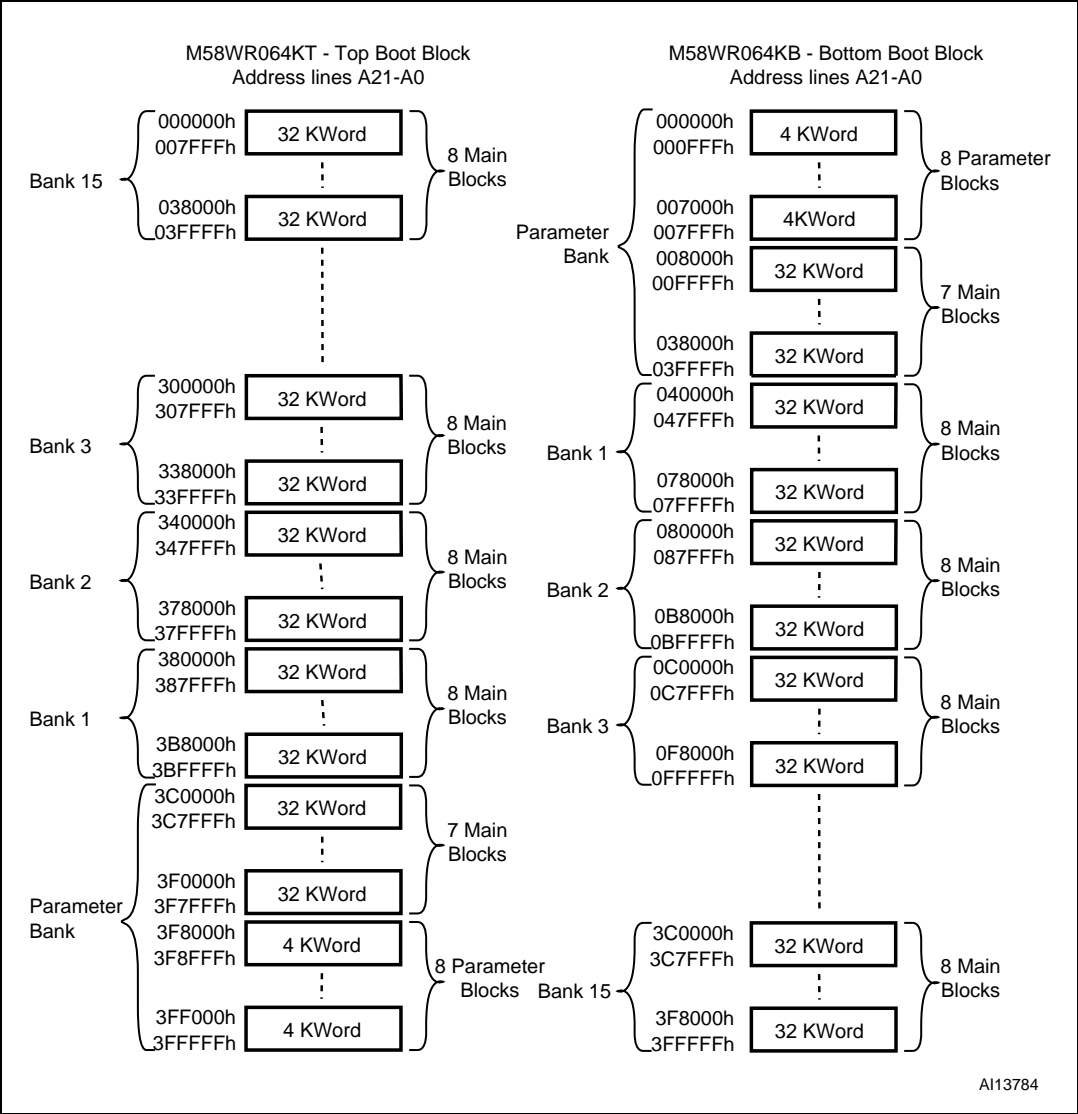 M58WR064KT - Top Boot Block
Address lines A21-A0
000000h
007FFFh
32 KWord
Bank 15
8 Main
Blocks
038000h
03FFFFh
32 KWord
300000h
307FFFh
32 KWord
Bank 3
8 Main
Blocks
338000h
33FFFFh
32 KWord
340000h
347FFFh
32 KWord
Bank 2
8 Main
Blocks
378000h
37FFFFh
32 KWord
380000h
387FFFh
32 KWord
Bank 1
8 Main
Blocks
3B8000h
3BFFFFh
32 KWord
3C0000h
3C7FFFh
32 KWord
7 Main
Blocks
3F0000h
3F7FFFh
32 KWord
Parameter
Bank
3F8000h
3F8FFFh
4 KWord
8 Parameter
Blocks
3FF000h
3FFFFFh
4 KWord
M58WR064KB - Bottom Boot Block
Address lines A21-A0
000000h
000FFFh
4 KWord
8 Parameter
Blocks
007000h
007FFFh
4KWord
Parameter
Bank
008000h
00FFFFh
32 KWord
7 Main
Blocks
038000h
03FFFFh
32 KWord
040000h
047FFFh
32 KWord
Bank 1
8 Main
Blocks
078000h
07FFFFh
32 KWord
080000h
087FFFh
32 KWord
Bank 2
8 Main
Blocks
0B8000h
0BFFFFh
32 KWord
0C0000h
0C7FFFh
32 KWord
Bank 3
8 Main
Blocks
0F8000h
0FFFFFh
32 KWord
3C0000h
3C7FFFh
32 KWord
Bank 15
8 Main
Blocks
3F8000h
3FFFFFh
32 KWord
AI13784